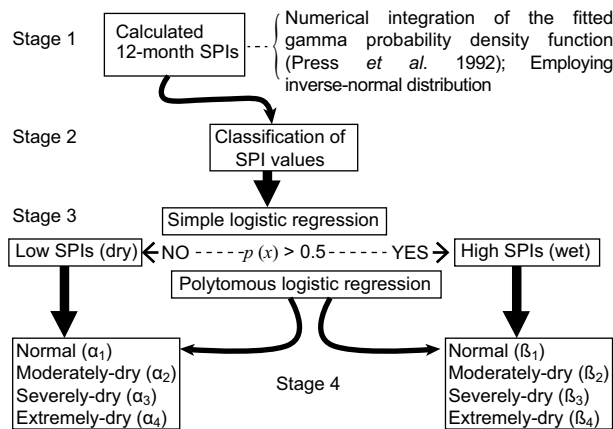 Stage 1
Calculated
12-month SPIs
Numerical integration of the fitted
gamma probability density function
(Press et al. 1992); Employing
inverse-normal distribution
Stage 2
Classification of
SPI values
Stage 3
Simple logistic regression
Low SPIs (dry)
NO
p (x) > 0.5
YES
High SPIs (wet)
Polytomous logistic regression
Normal (α₁)
Moderately-dry (α₂)
Severely-dry (α₃)
Extremely-dry (α₄)
Stage 4
Normal (ß₁)
Moderately-dry (ß₂)
Severely-dry (ß₃)
Extremely-dry (ß₄)